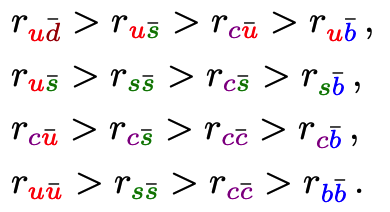 r_{u\bar{d}} > r_{u\bar{s}} > r_{c\bar{u}} > r_{u\bar{b}} ,
r_{u\bar{s}} > r_{s\bar{s}} > r_{c\bar{s}} > r_{s\bar{b}} ,
r_{c\bar{u}} > r_{c\bar{s}} > r_{c\bar{c}} > r_{c\bar{b}} ,
r_{u\bar{u}} > r_{s\bar{s}} > r_{c\bar{c}} > r_{b\bar{b}} .